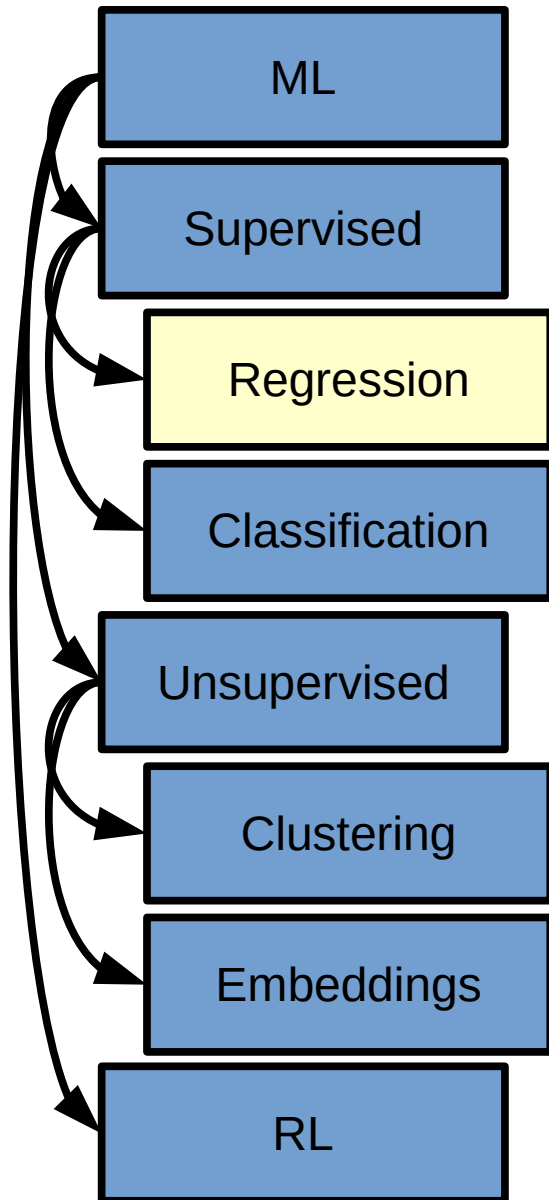 ML
Supervised
Regression
Classification
Unsupervised
Clustering
Embeddings
RL